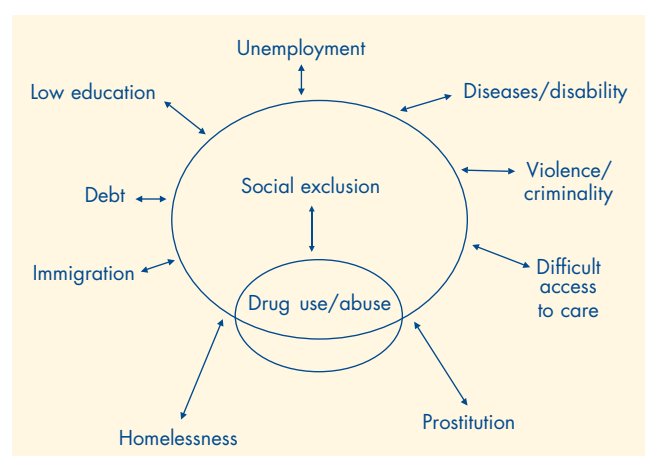 Unemployment
Low education
Diseases/disability
Social exclusion
Violence/
criminality
Debt
Immigration
Difficult
access
to care
Drug use/abuse
Homelessness
Prostitution